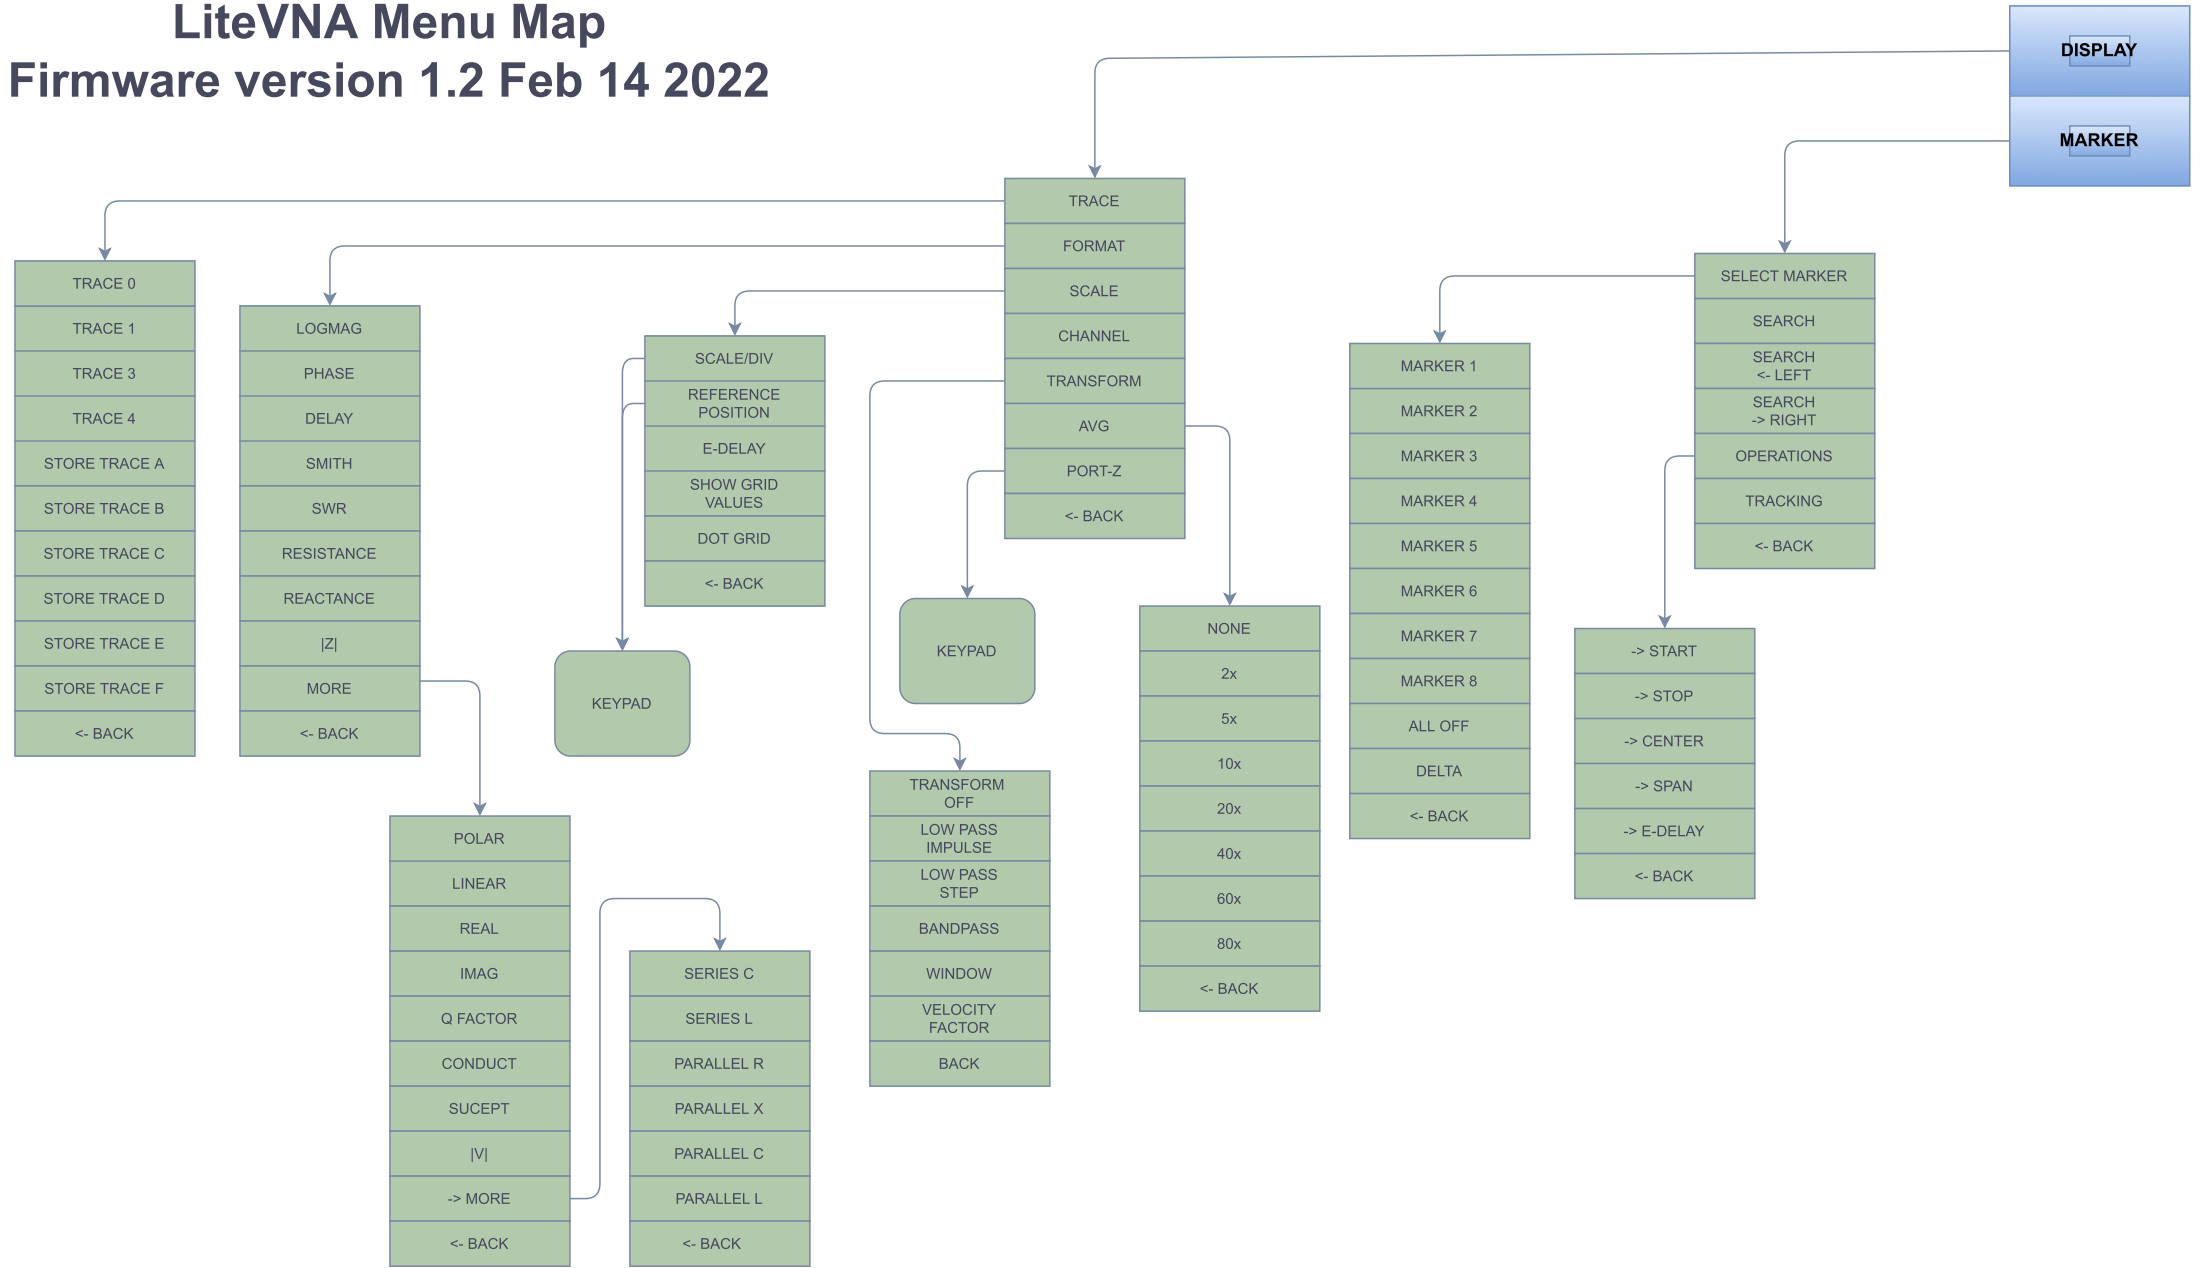 LiteVNA Menu Map
Firmware version 1.2 Feb 14 2022
DISPLAY
MARKER
TRACE
FORMAT
SCALE
CHANNEL
TRANSFORM
AVG
PORT-Z
<- BACK
TRACE 0
TRACE 1
TRACE 3
TRACE 4
STORE TRACE A
STORE TRACE B
STORE TRACE C
STORE TRACE D
STORE TRACE E
STORE TRACE F
<- BACK
LOGMAG
PHASE
DELAY
SMITH
SWR
RESISTANCE
REACTANCE
|Z|
MORE
<- BACK
POLAR
LINEAR
REAL
IMAG
Q FACTOR
CONDUCT
SUCEPT
|V|
-> MORE
<- BACK
SERIES C
SERIES L
PARALLEL R
PARALLEL X
PARALLEL C
PARALLEL L
<- BACK
SCALE/DIV
REFERENCE
POSITION
E-DELAY
SHOW GRID
VALUES
DOT GRID
<- BACK
KEYPAD
KEYPAD
TRANSFORM
OFF
LOW PASS
IMPULSE
LOW PASS
STEP
BANDPASS
WINDOW
VELOCITY
FACTOR
BACK
NONE
2x
5x
10x
20x
40x
60x
80x
<- BACK
SELECT MARKER
SEARCH
SEARCH
<- LEFT
SEARCH
-> RIGHT
OPERATIONS
TRACKING
<- BACK
MARKER 1
MARKER 2
MARKER 3
MARKER 4
MARKER 5
MARKER 6
MARKER 7
MARKER 8
ALL OFF
DELTA
<- BACK
-> START
-> STOP
-> CENTER
-> SPAN
-> E-DELAY
<- BACK